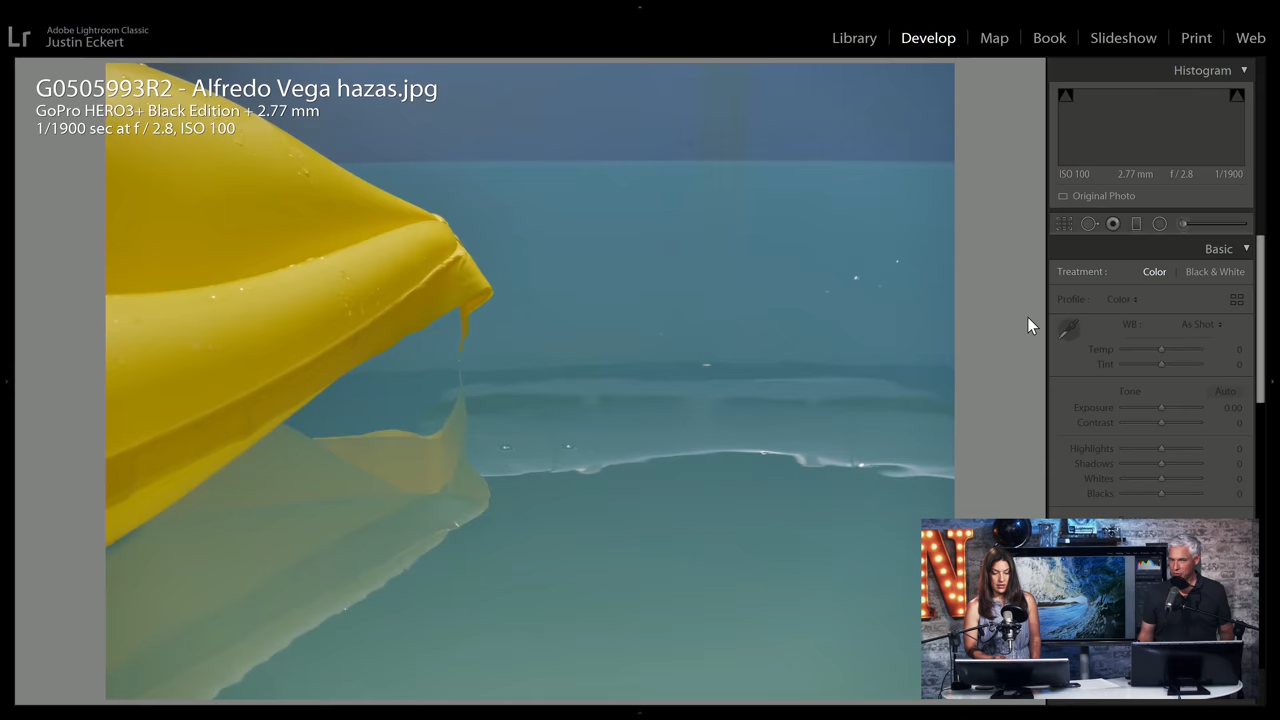 Lr
Adobe Lightroom Classic
Justin Eckert
Library Develop Map Book Slideshow Print Web
G0505993R2 - Alfredo Vega hazas.jpg
GoPro HERO3+ Black Edition + 2.77 mm
1/1900 sec at f / 2.8, ISO 100
Histogram
ISO 100 2.77 mm f / 2.8 1/1900
Original Photo
Basic
Treatment : Color Black & White
Profile : Color
WB : As Shot
Temp 0
Tint 0
Tone Auto
Exposure 0.00
Contrast 0
Highlights 0
Shadows 0
Whites 0
Blacks 0
N